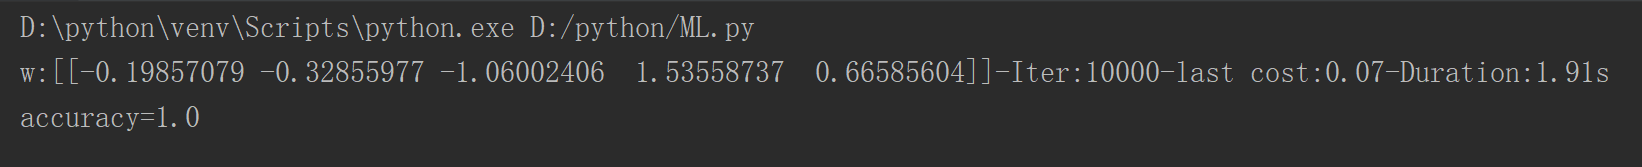 D:\python\venv\Scripts\python.exe D:/python/ML.py
w:[[-0.19857079 -0.32855977 -1.06002406  1.53558737  0.66585604]]-Iter:10000-last cost:0.07-Duration:1.91s
accuracy=1.0